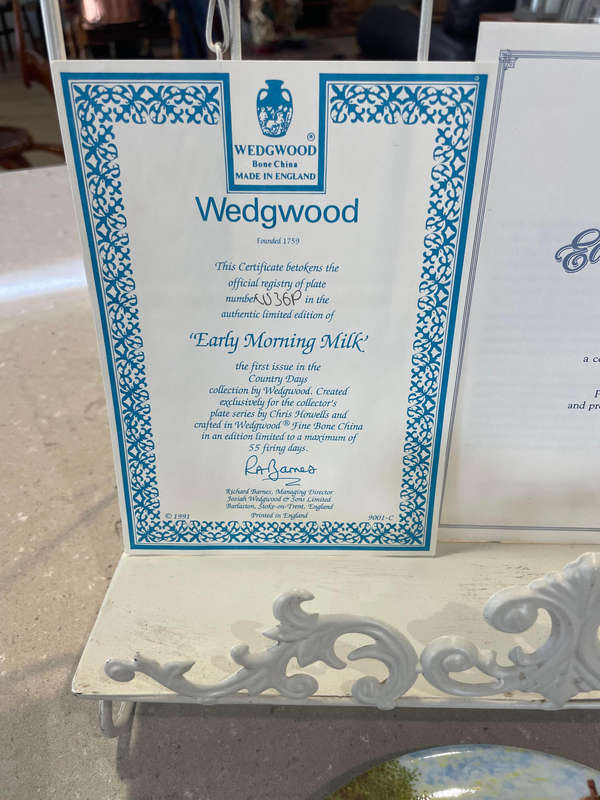 WEDGWOOD®
Bone China
MADE IN ENGLAND
Wedgwood
Founded 1759
This Certificate betokens the
official registry of plate
number W36P in the
authentic limited edition of
‘Early Morning Milk’
the first issue in the
Country Days
collection by Wedgwood. Created
exclusively for the collector's
plate series by Chris Howells and
crafted in Wedgwood® Fine Bone China
in an edition limited to a maximum of
55 firing days.
RABarnes
Richard Barnes, Managing Director
Josiah Wedgwood & Sons Limited
Barlaston, Stoke-on-Trent, England
© 1991
Printed in England
9001-C
a co
and pr